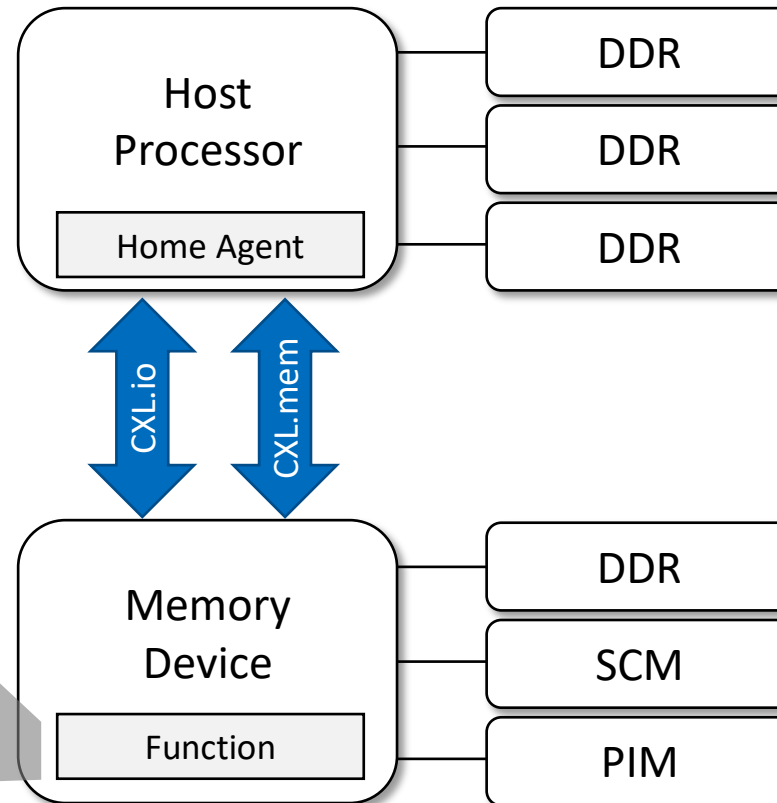 Host
Processor
Home Agent
DDR
DDR
DDR
CXL.io
CXL.mem
Memory
Device
Function
DDR
SCM
PIM